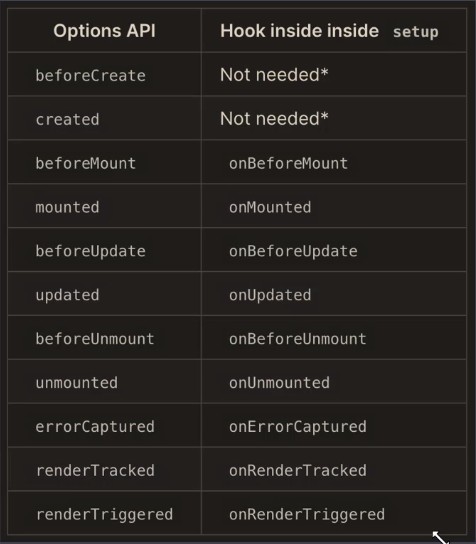 Options API Hook inside inside setup
beforeCreate Not needed*
created Not needed*
beforeMount onBeforeMount
mounted onMounted
beforeUpdate onBeforeUpdate
updated onUpdated
beforeUnmount onBeforeUnmount
unmounted onUnmounted
errorCaptured onErrorCaptured
renderTracked onRenderTracked
renderTriggered onRenderTriggered